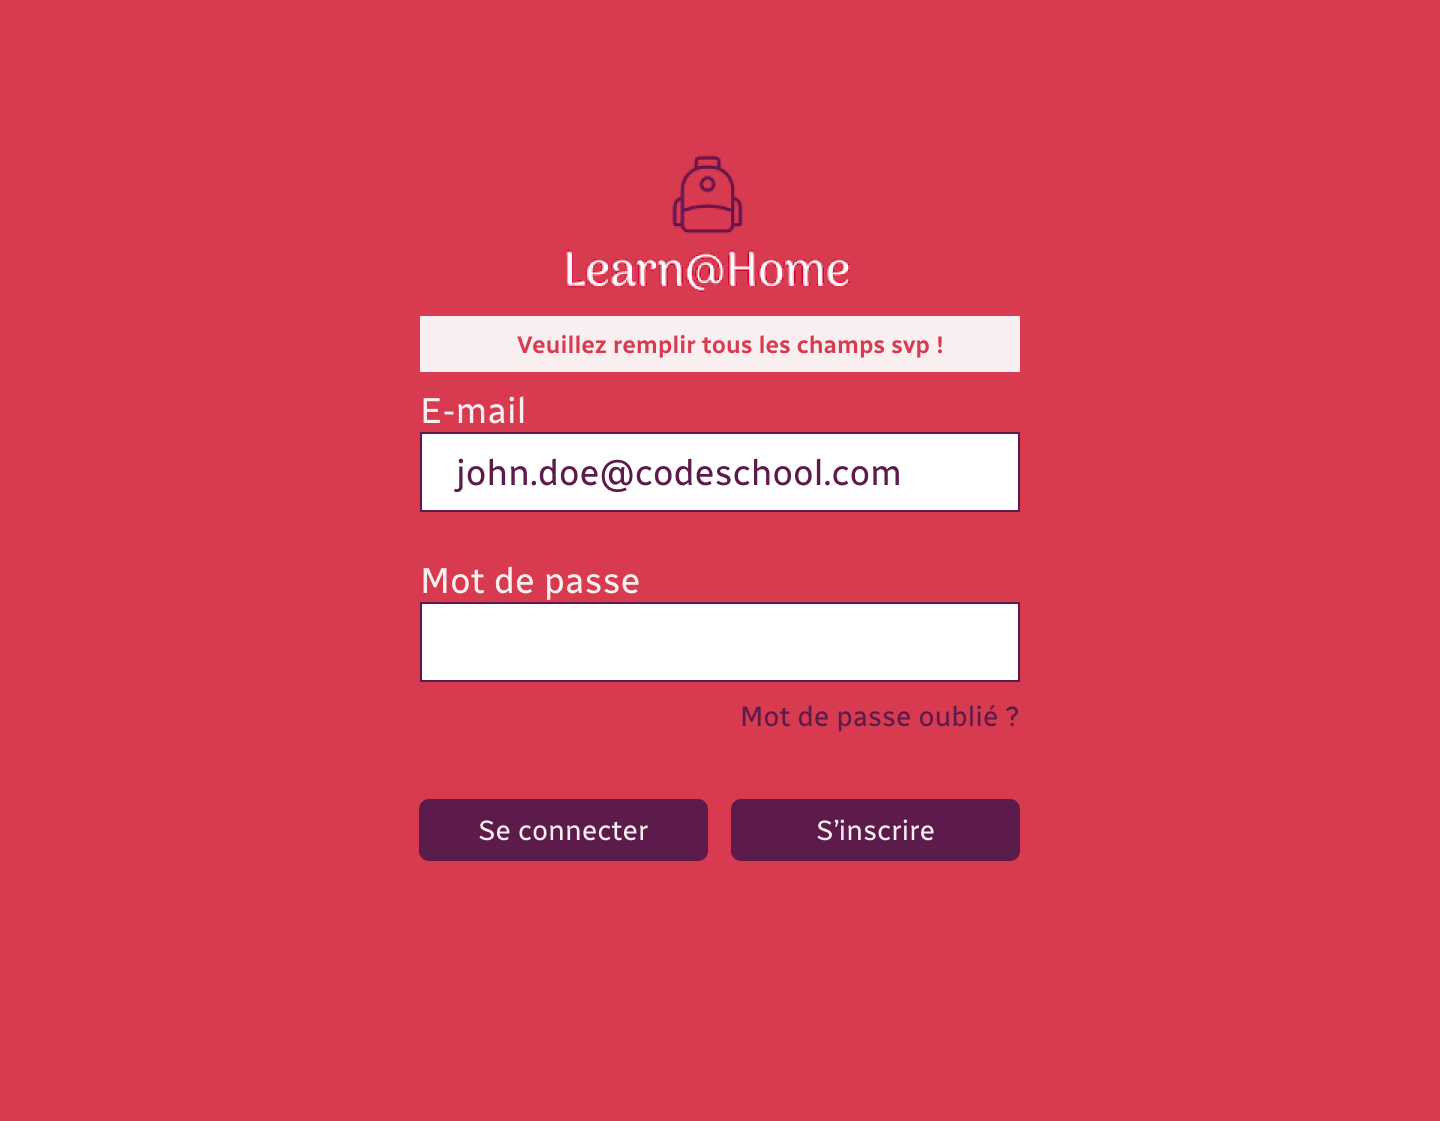 Learn@Home
Veuillez remplir tous les champs svp !
E-mail
john.doe@codeschool.com
Mot de passe
Mot de passe oublié ?
Se connecter
S’inscrire